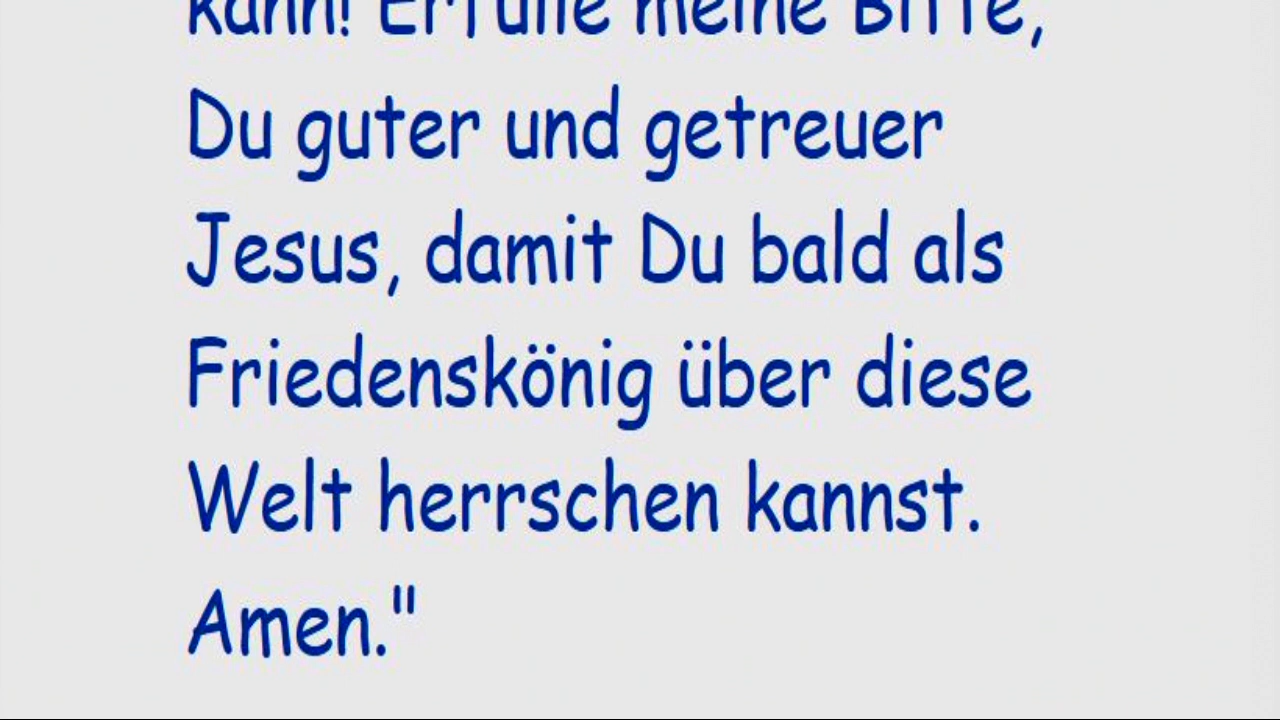 kann! Erfülle meine Bitte,
Du guter und getreuer
Jesus, damit Du bald als
Friedenskönig über diese
Welt herrschen kannst.
Amen."